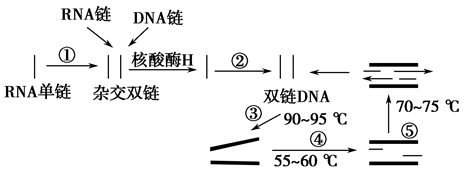 RNA链 DNA链
① 核酸酶H ②
RNA单链 杂交双链 双链DNA 70~75 ℃
③ 90~95 ℃
④ ⑤
55~60 ℃